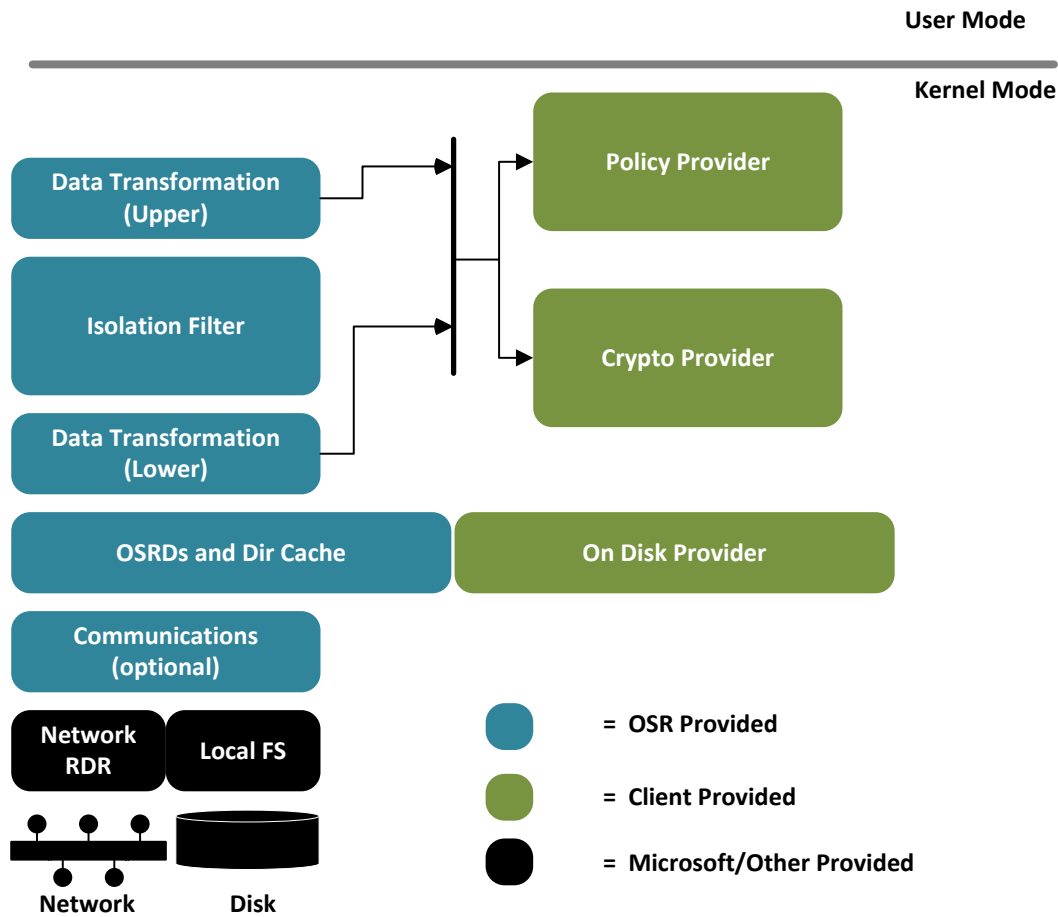 User Mode
Kernel Mode
Policy Provider
Data Transformation
(Upper)
Isolation Filter
Crypto Provider
Data Transformation
(Lower)
OSRDs and Dir Cache
On Disk Provider
Communications
(optional)
Network
RDR
Local FS
= OSR Provided
= Client Provided
= Microsoft/Other Provided
Network
Disk